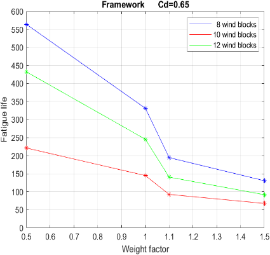 Framework Cd=0.65
8 wind blocks
10 wind blocks
12 wind blocks
600
550
500
450
400
350
300
250
200
150
100
50
0
Fatigue life
0.5 0.6 0.7 0.8 0.9 1 1.1 1.2 1.3 1.4 1.5
Weight factor